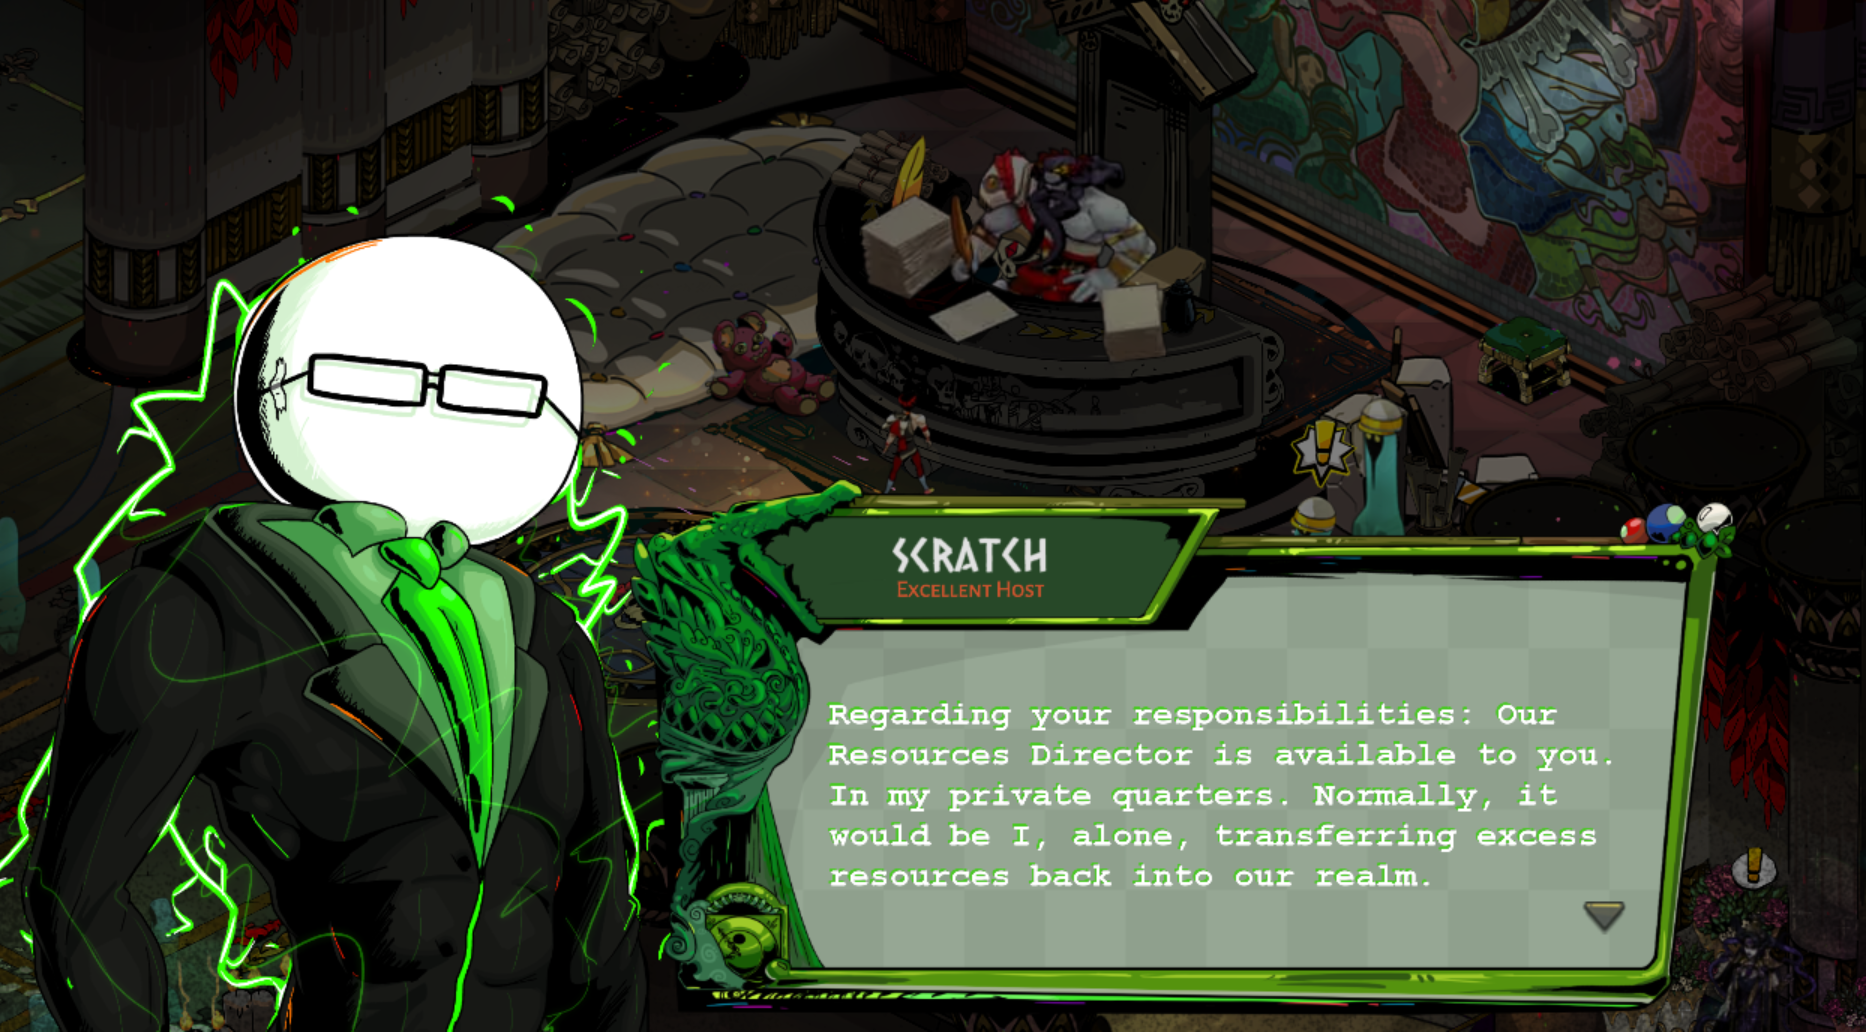 SCRATCH
Excellent Host
Regarding your responsibilities: Our
Resources Director is available to you.
In my private quarters. Normally, it
would be I, alone, transferring excess
resources back into our realm.